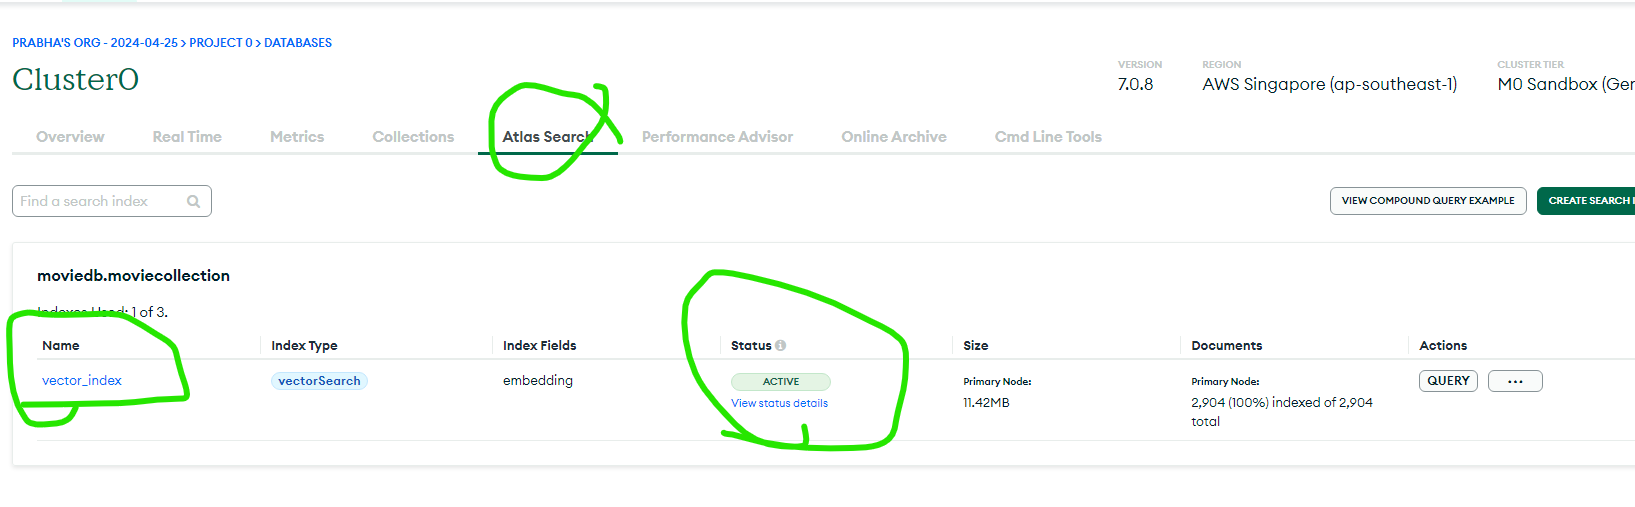 PRABHA'S ORG - 2024-04-25 > PROJECT 0 > DATABASES
Cluster0
VERSION REGION CLUSTER TIER
7.0.8 AWS Singapore (ap-southeast-1) M0 Sandbox (Ger
Overview Real Time Metrics Collections Atlas Search Performance Advisor Online Archive Cmd Line Tools
Find a search index VIEW COMPOUND QUERY EXAMPLE CREATE SEARCH
moviedb.moviecollection
Indexes Used: 1 of 3.
Name Index Type Index Fields Status Size Documents Actions
vector_index vectorSearch embedding ACTIVE Primary Node: Primary Node: QUERY ...
View status details 11.42MB 2,904 (100%) indexed of 2,904
total